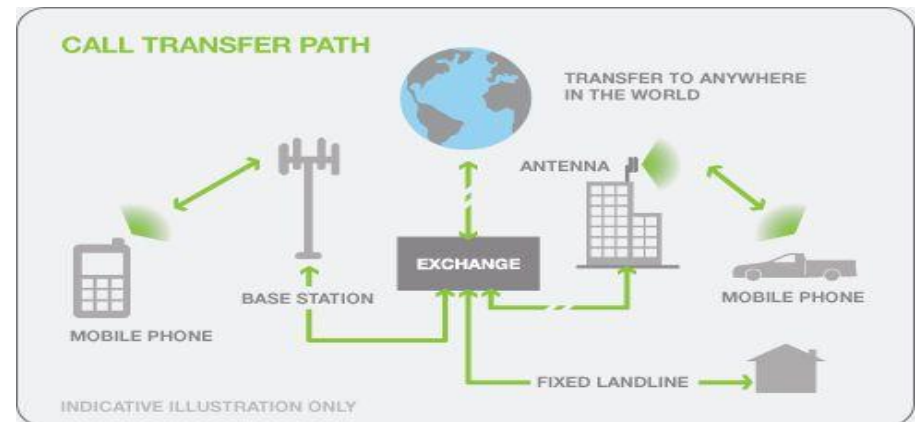 CALL TRANSFER PATH
TRANSFER TO ANYWHERE
IN THE WORLD
ANTENNA
EXCHANGE
BASE STATION
MOBILE PHONE
MOBILE PHONE
FIXED LANDLINE
INDICATIVE ILLUSTRATION ONLY